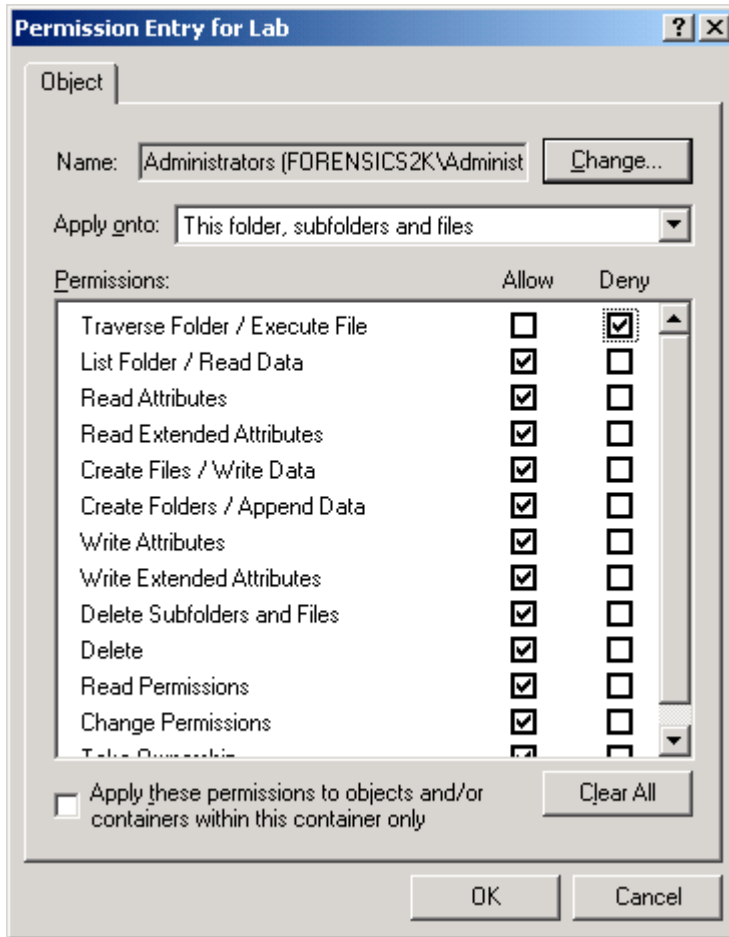 Permission Entry for Lab
Object
Name: Administrators (FORENSICS2K\Administ Change...
Apply onto: This folder, subfolders and files
Permissions: Allow Deny
Traverse Folder / Execute File
List Folder / Read Data
Read Attributes
Read Extended Attributes
Create Files / Write Data
Create Folders / Append Data
Write Attributes
Write Extended Attributes
Delete Subfolders and Files
Delete
Read Permissions
Change Permissions
Take Ownership
Apply these permissions to objects and/or
containers within this container only
Clear All
OK Cancel